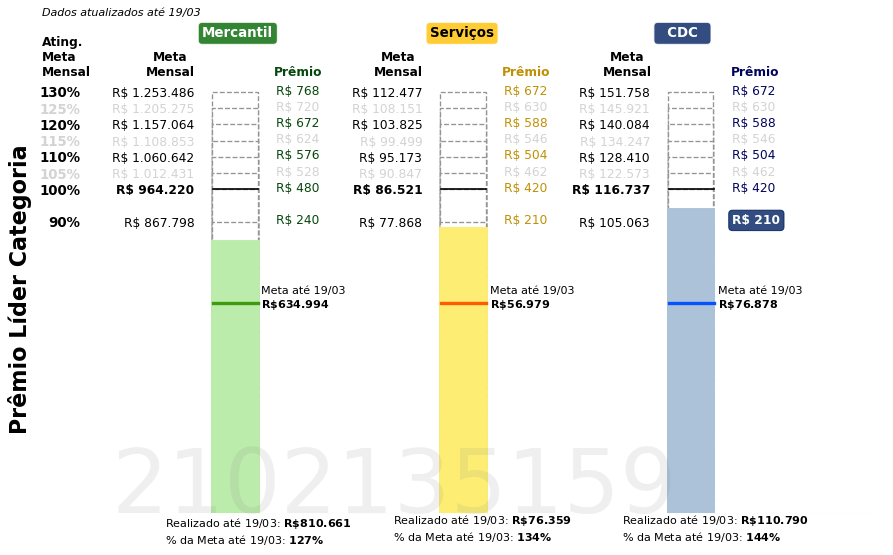 Dados atualizados até 19/03
Mercantil Serviços CDC
Ating. Meta Mensal
Meta Mensal Prêmio Meta Mensal Prêmio Meta Mensal Prêmio
130% R$ 1.253.486 R$ 768 R$ 112.477 R$ 672 R$ 151.758 R$ 672
125% R$ 1.205.275 R$ 720 R$ 108.151 R$ 630 R$ 145.921 R$ 630
120% R$ 1.157.064 R$ 672 R$ 103.825 R$ 588 R$ 140.084 R$ 588
115% R$ 1.108.853 R$ 624 R$ 99.499 R$ 546 R$ 134.247 R$ 546
110% R$ 1.060.642 R$ 576 R$ 95.173 R$ 504 R$ 128.410 R$ 504
105% R$ 1.012.431 R$ 528 R$ 90.847 R$ 462 R$ 122.573 R$ 462
100% R$ 964.220 R$ 480 R$ 86.521 R$ 420 R$ 116.737 R$ 420
90% R$ 867.798 R$ 240 R$ 77.868 R$ 210 R$ 105.063 R$ 210
Prêmio Líder Categoria
Meta até 19/03 Meta até 19/03 Meta até 19/03
R$634.994 R$56.979 R$76.878
2102135159
Realizado até 19/03: R$810.661 Realizado até 19/03: R$76.359 Realizado até 19/03: R$110.790
% da Meta até 19/03: 127% % da Meta até 19/03: 134% % da Meta até 19/03: 144%